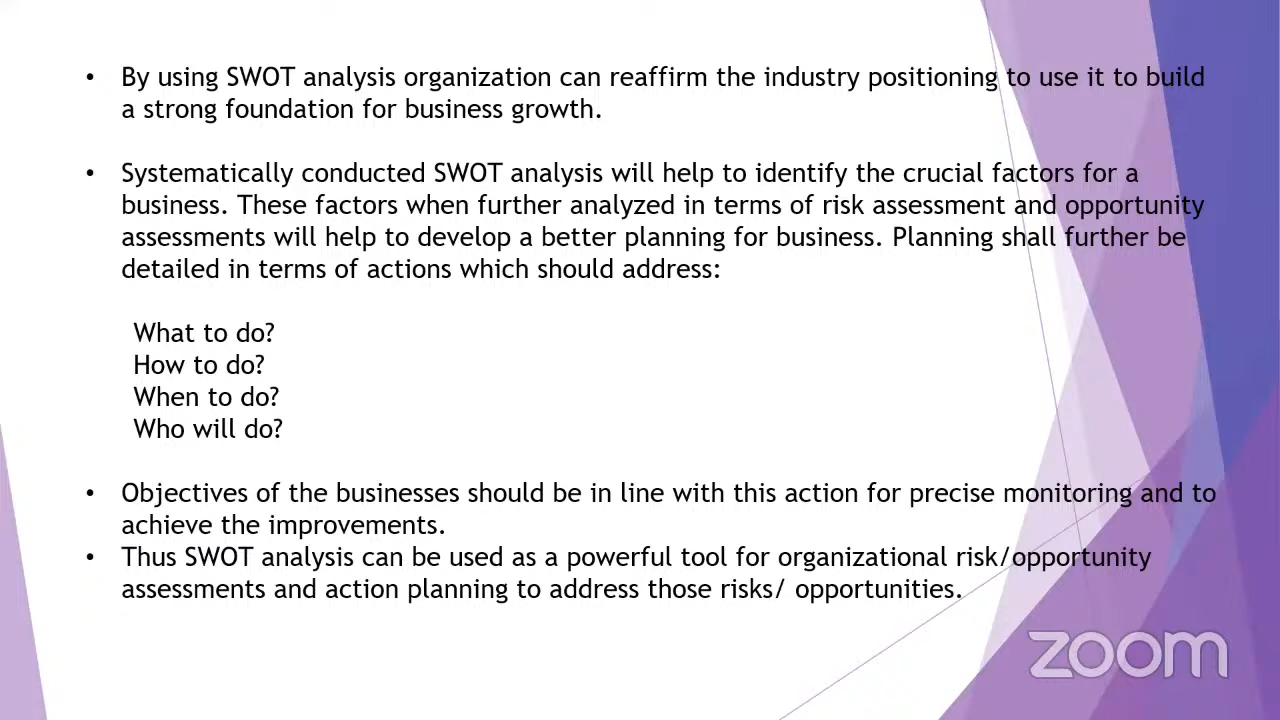 • By using SWOT analysis organization can reaffirm the industry positioning to use it to build
a strong foundation for business growth.
• Systematically conducted SWOT analysis will help to identify the crucial factors for a
business. These factors when further analyzed in terms of risk assessment and opportunity
assessments will help to develop a better planning for business. Planning shall further be
detailed in terms of actions which should address:
What to do?
How to do?
When to do?
Who will do?
• Objectives of the businesses should be in line with this action for precise monitoring and to
achieve the improvements.
• Thus SWOT analysis can be used as a powerful tool for organizational risk/opportunity
assessments and action planning to address those risks/ opportunities.
zoom